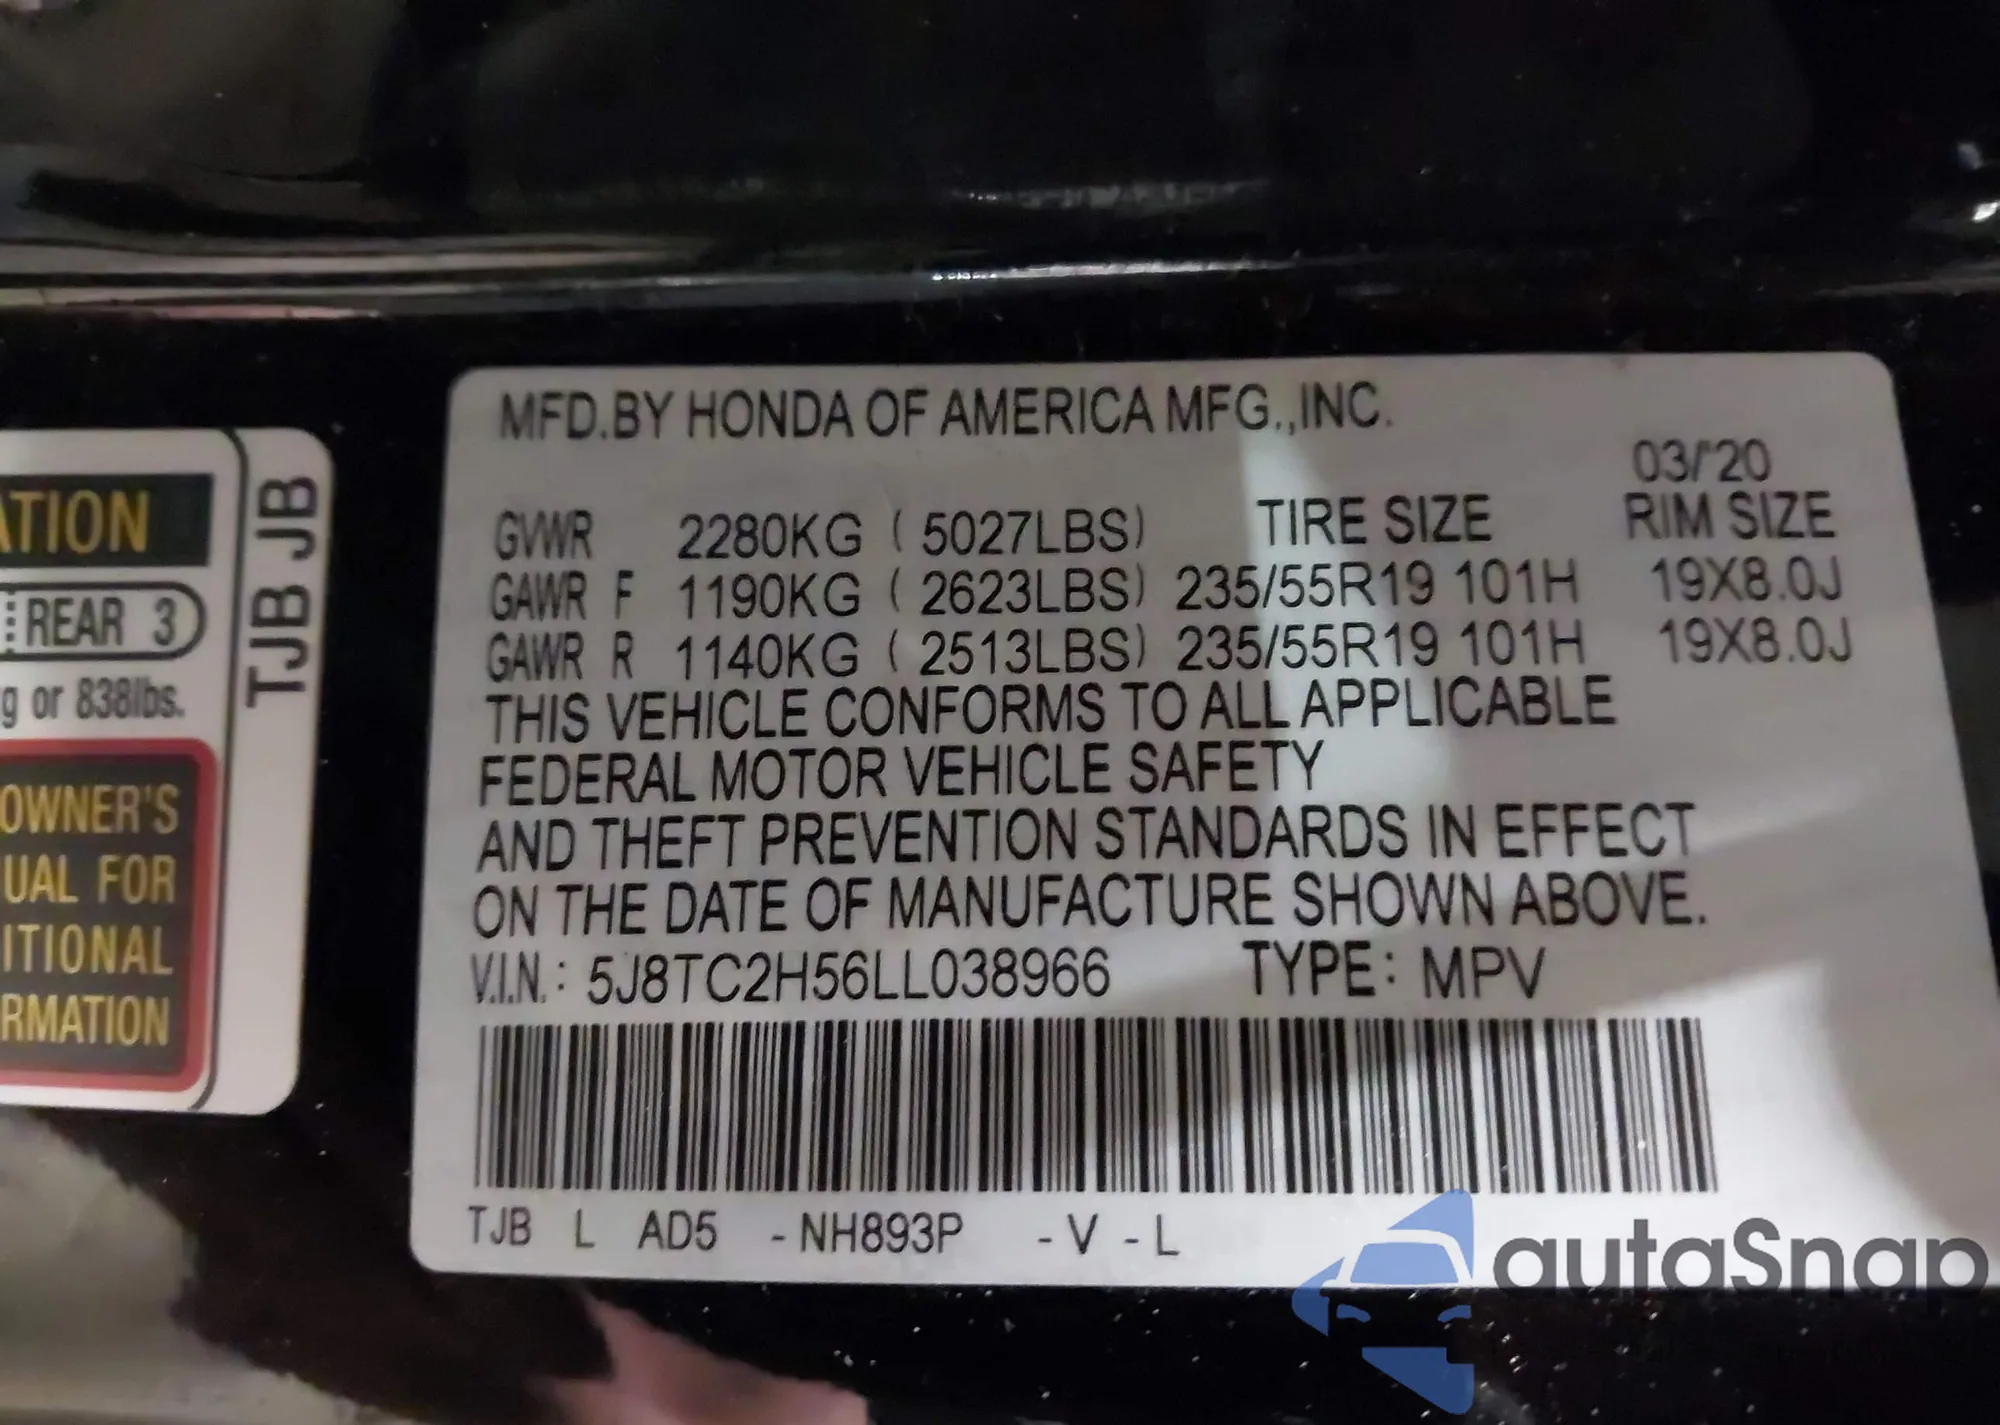 MFD.BY HONDA OF AMERICA MFG.,INC.
03/'20
GVWR 2280KG ( 5027LBS) TIRE SIZE RIM SIZE
GAWR F 1190KG ( 2623LBS) 235/55R19 101H 19X8.0J
GAWR R 1140KG ( 2513LBS) 235/55R19 101H 19X8.0J
THIS VEHICLE CONFORMS TO ALL APPLICABLE
FEDERAL MOTOR VEHICLE SAFETY
AND THEFT PREVENTION STANDARDS IN EFFECT
ON THE DATE OF MANUFACTURE SHOWN ABOVE.
V.I.N.: 5J8TC2H56LL038966 TYPE: MPV
TJB L AD5 -NH893P -V -L
ATION
REAR 3
g or 838lbs.
OWNER'S
UAL FOR
ITIONAL
RMATION
TJB JB
autaSnap